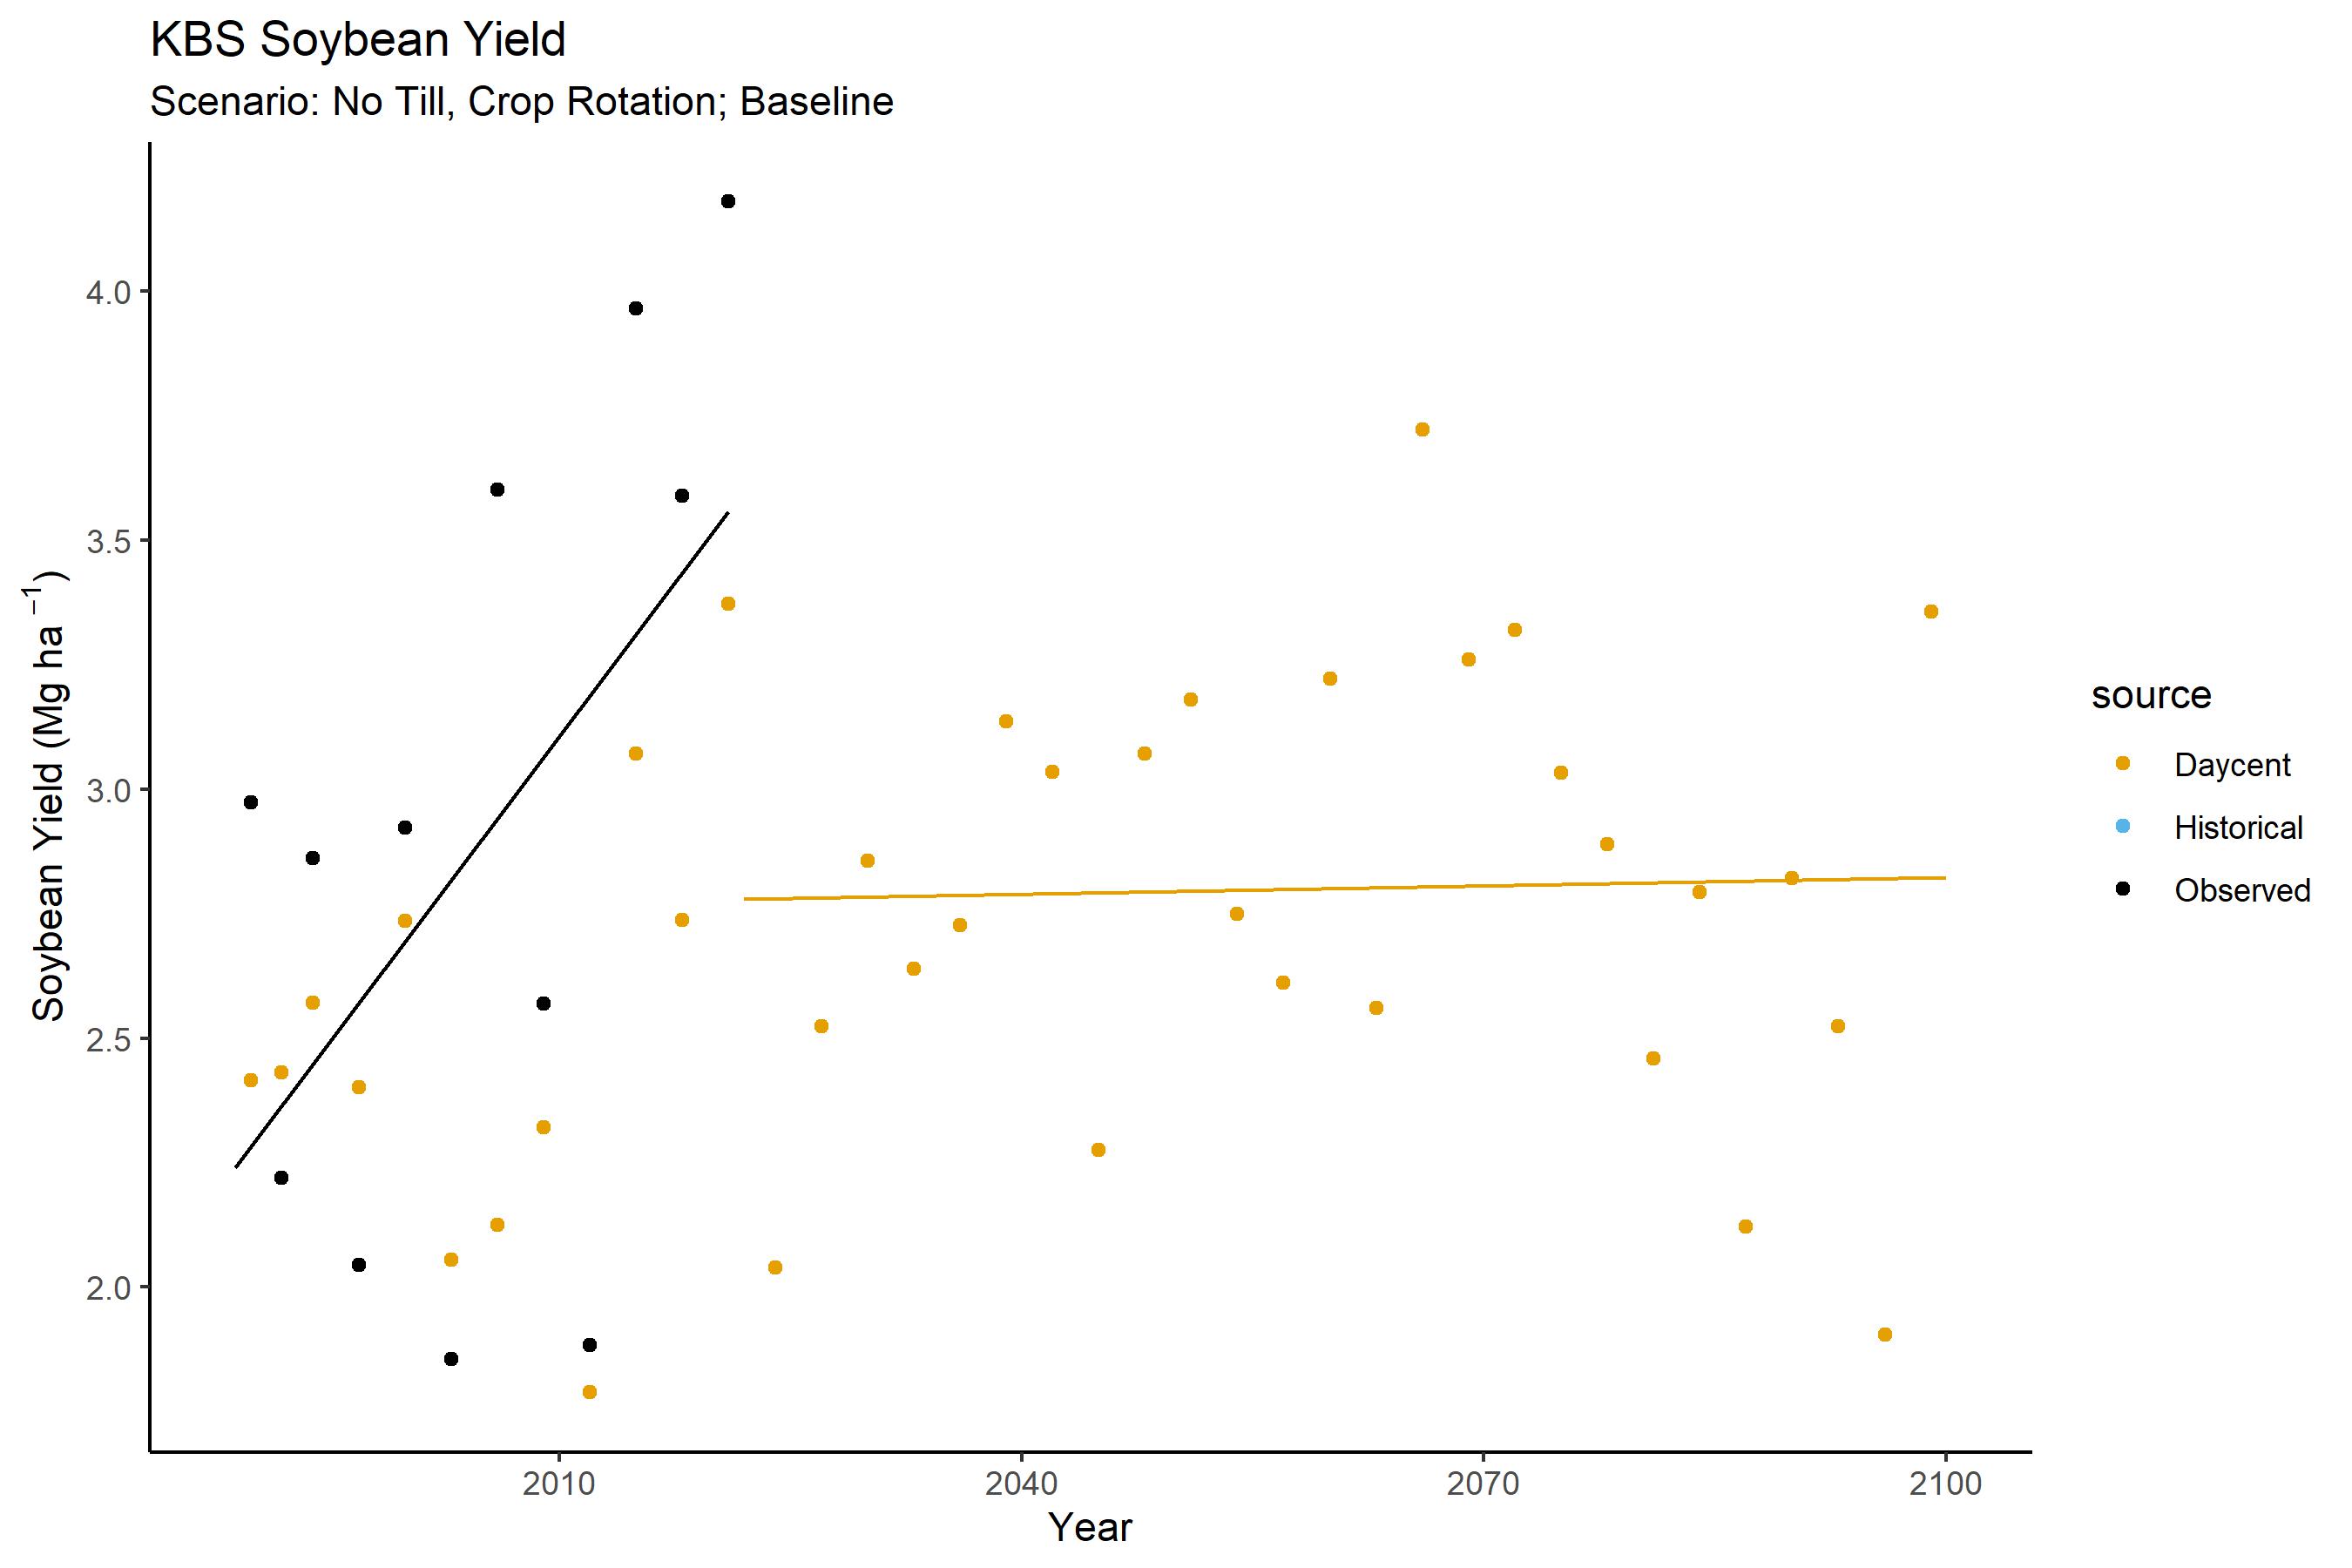 KBS Soybean Yield
Scenario: No Till, Crop Rotation; Baseline
Soybean Yield (Mg ha −1)
4.0
3.5
3.0
2.5
2.0
2010
2040
2070
2100
Year
source
Daycent
Historical
Observed